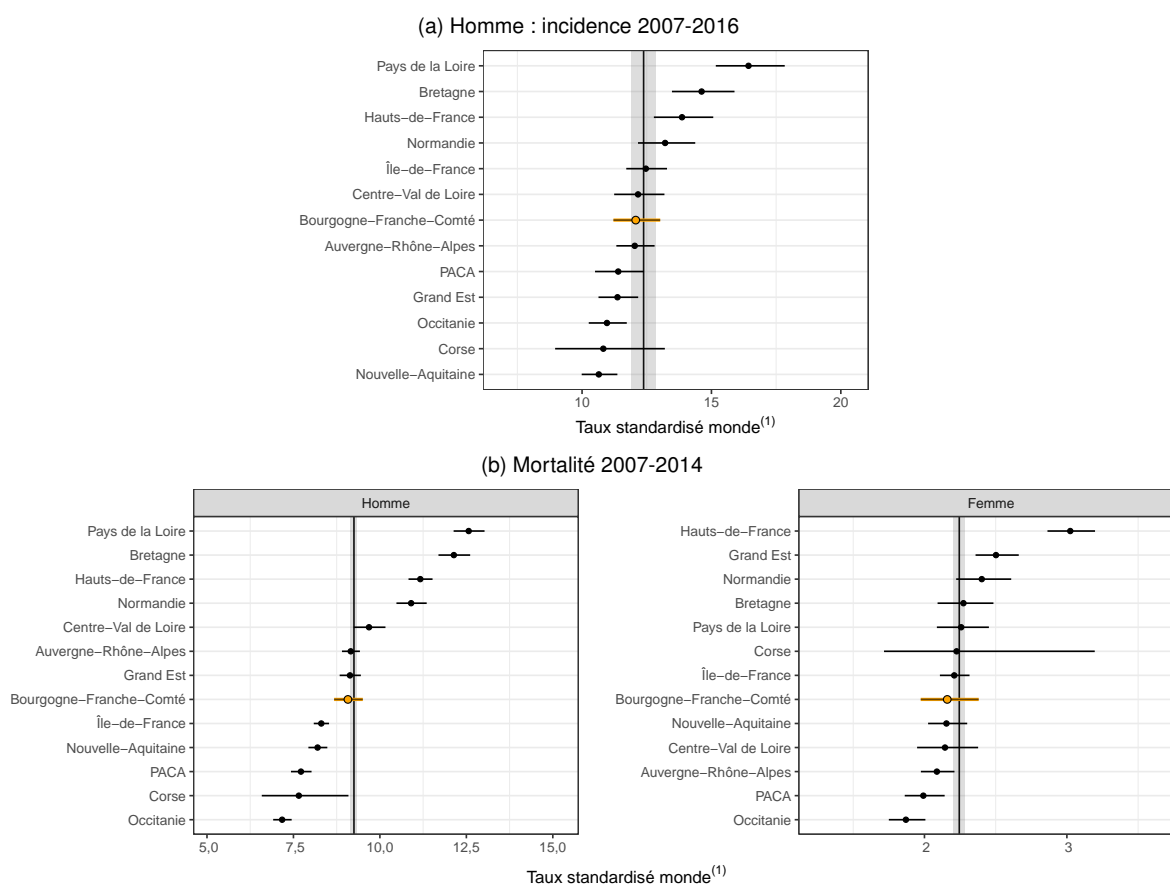 (a) Homme : incidence 2007-2016
Pays de la Loire
Bretagne
Hauts−de−France
Normandie
Île−de−France
Centre−Val de Loire
Bourgogne−Franche−Comté
Auvergne−Rhône−Alpes
PACA
Grand Est
Occitanie
Corse
Nouvelle−Aquitaine
10 15 20
Taux standardisé monde(1)
(b) Mortalité 2007-2014
Homme
Pays de la Loire
Bretagne
Hauts−de−France
Normandie
Centre−Val de Loire
Auvergne−Rhône−Alpes
Grand Est
Bourgogne−Franche−Comté
Île−de−France
Nouvelle−Aquitaine
PACA
Corse
Occitanie
5,0 7,5 10,0 12,5 15,0
Femme
Hauts−de−France
Grand Est
Normandie
Bretagne
Pays de la Loire
Corse
Île−de−France
Bourgogne−Franche−Comté
Nouvelle−Aquitaine
Centre−Val de Loire
Auvergne−Rhône−Alpes
PACA
Occitanie
2 3
Taux standardisé monde(1)